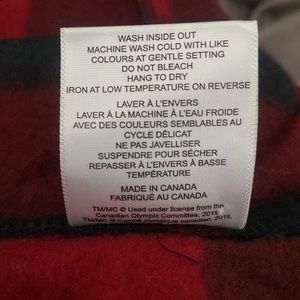 WASH INSIDE OUT
MACHINE WASH COLD WITH LIKE
COLOURS AT GENTLE SETTING
DO NOT BLEACH
HANG TO DRY
IRON AT LOW TEMPERATURE ON REVERSE
LAVER À L'ENVERS
LAVER À LA MACHINE À L'EAU FROIDE
AVEC DES COULEURS SEMBLABLES AU
CYCLE DÉLICAT
NE PAS JAVELLISER
SUSPENDRE POUR SÉCHER
REPASSER À L'ENVERS À BASSE
TEMPÉRATURE
MADE IN CANADA
FABRIQUÉ AU CANADA
TM/MC © Used under license from the
Canadian Olympic Committee, 2015.
TM/MC © Comité olympique canadien, 2015.